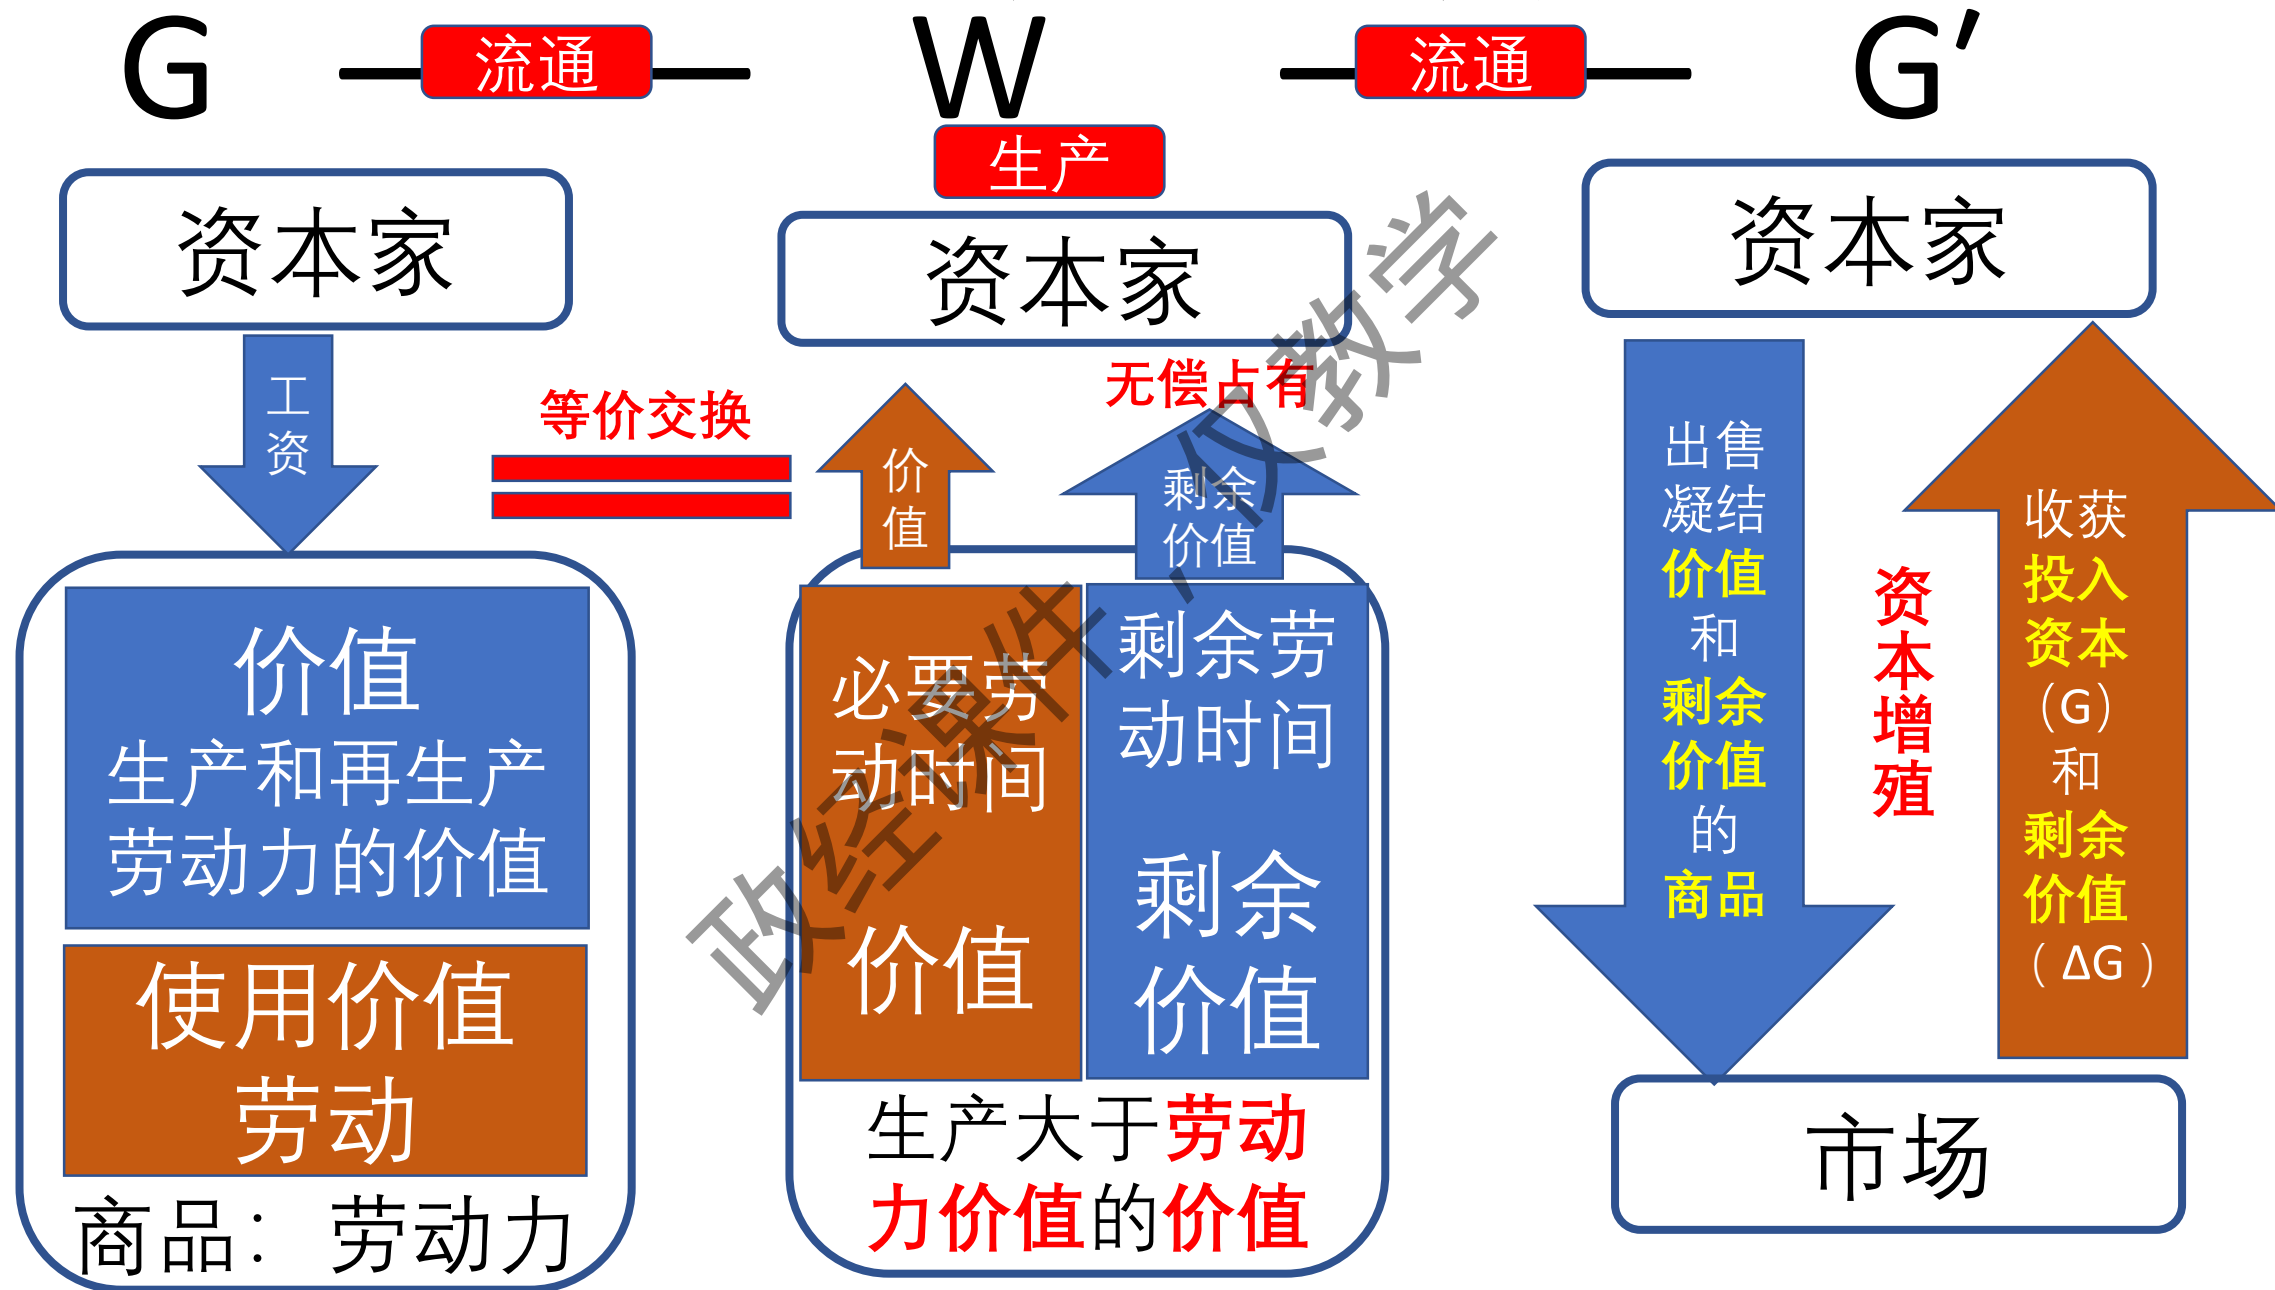 G
流通
W
流通
G′
生产
资本家
工
资
价值
生产和再生产
劳动力的价值
使用价值
劳动
商品：劳动力
等价交换
资本家
价
值
无偿占有
剩余
价值
必要劳
动时间
价值
剩余劳
动时间
剩余
价值
生产大于劳动
力价值的价值
资本家
出售
凝结
价值
和
剩余
价值
的
商品
资
本
增
殖
收获
投入
资本
（G）
和
剩余
价值
（ΔG）
市场
政经课件，仅教学